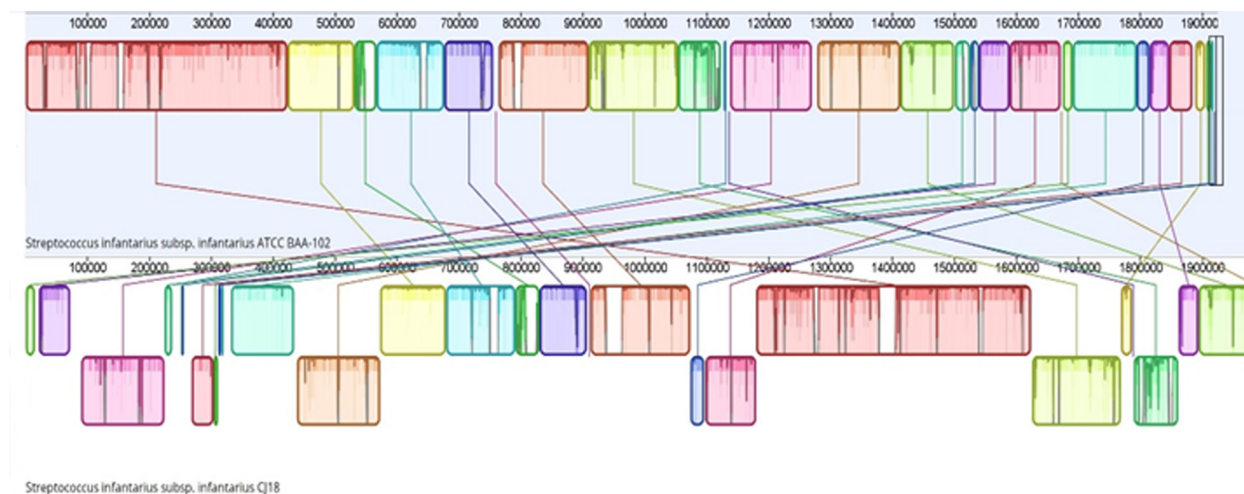 100000 200000 300000 400000 500000 600000 700000 800000 900000 1000000 1100000 1200000 1300000 1400000 1500000 1600000 1700000 1800000 190000
Streptococcus infantarius subsp. infantarius ATCC BAA-102
100000 200000 300000 400000 500000 600000 700000 800000 900000 1000000 1100000 1200000 1300000 1400000 1500000 1600000 1700000 1800000 1900000
Streptococcus infantarius subsp. infantarius CJ18